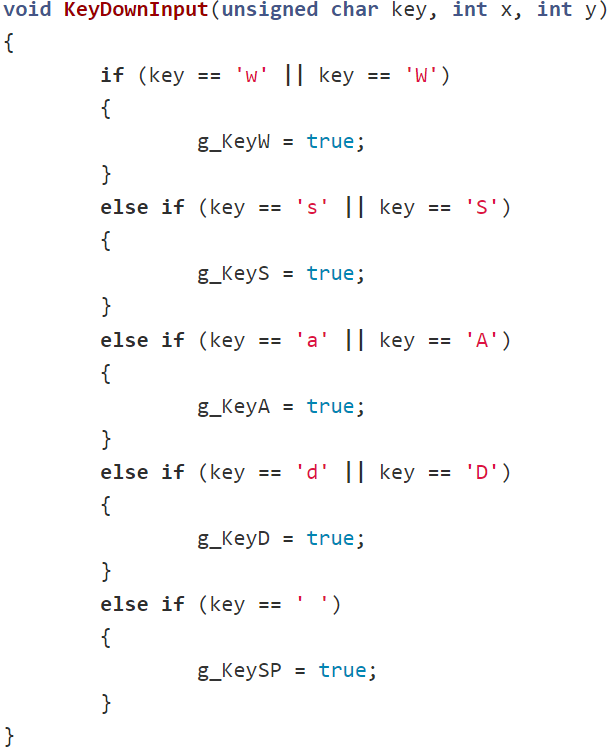 void KeyDownInput(unsigned char key, int x, int y)
{
        if (key == 'w' || key == 'W')
        {
                g_KeyW = true;
        }
        else if (key == 's' || key == 'S')
        {
                g_KeyS = true;
        }
        else if (key == 'a' || key == 'A')
        {
                g_KeyA = true;
        }
        else if (key == 'd' || key == 'D')
        {
                g_KeyD = true;
        }
        else if (key == ' ')
        {
                g_KeySP = true;
        }
}